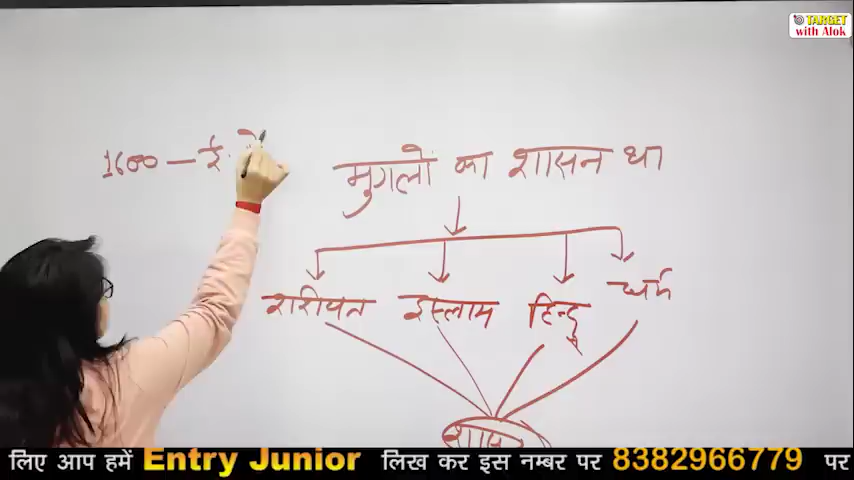 TARGET
with Alok
1600 – ई. में
मुगलों का शासन था
शरीयत इस्लाम हिन्दू धर्म
शास
लिए आप हमें Entry Junior लिख कर इस नम्बर पर 8382966779 पर